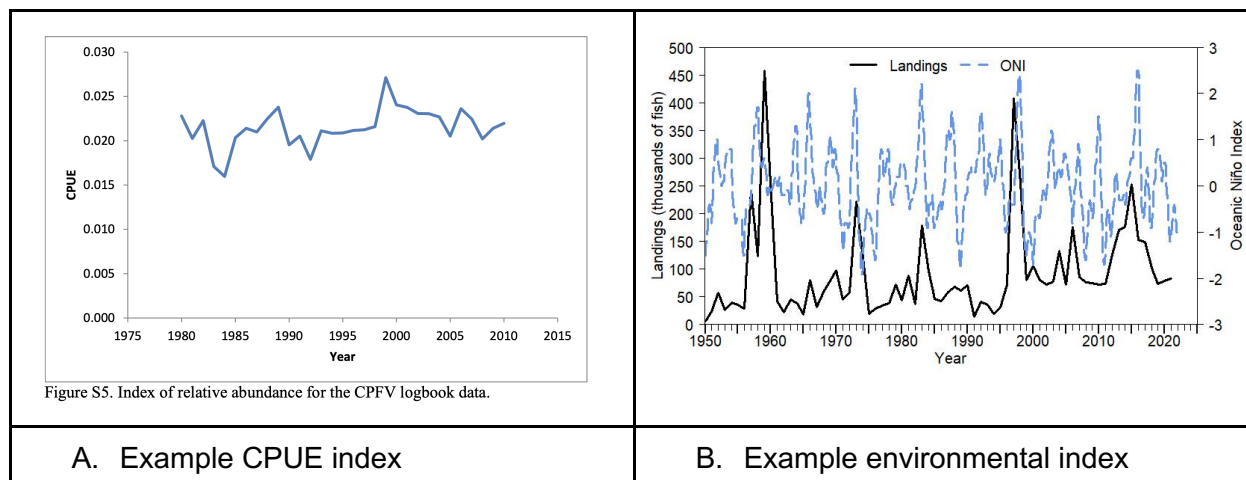 0.030
0.025
0.020
0.015
0.010
0.005
0.000
CPUE
1975 1980 1985 1990 1995 2000 2005 2010 2015
Year
Figure S5. Index of relative abundance for the CPFV logbook data.
Landings ONI
500
450
400
350
300
250
200
150
100
50
0
Landings (thousands of fish)
3
2
1
0
-1
-2
-3
Oceanic Niño Index
1950 1960 1970 1980 1990 2000 2010 2020
Year
A. Example CPUE index
B. Example environmental index